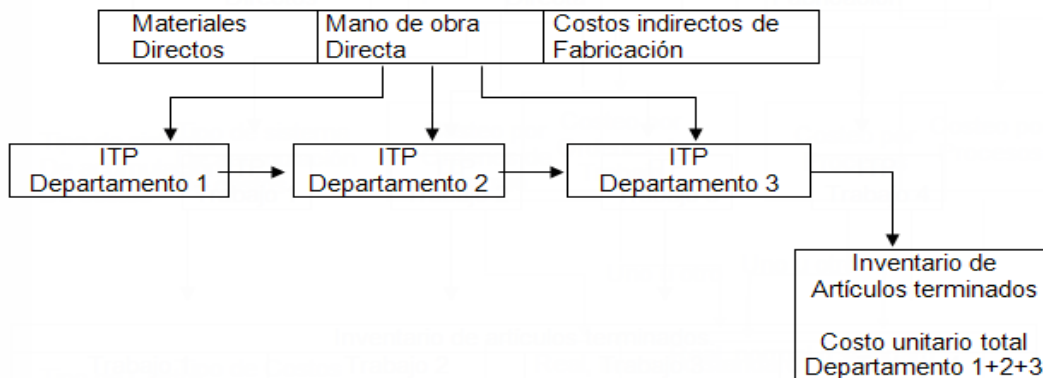 Materiales
Directos
Mano de obra
Directa
Costos indirectos de
Fabricación
ITP
Departamento 1
ITP
Departamento 2
ITP
Departamento 3
Inventario de
Artículos terminados
Costo unitario total
Departamento 1+2+3